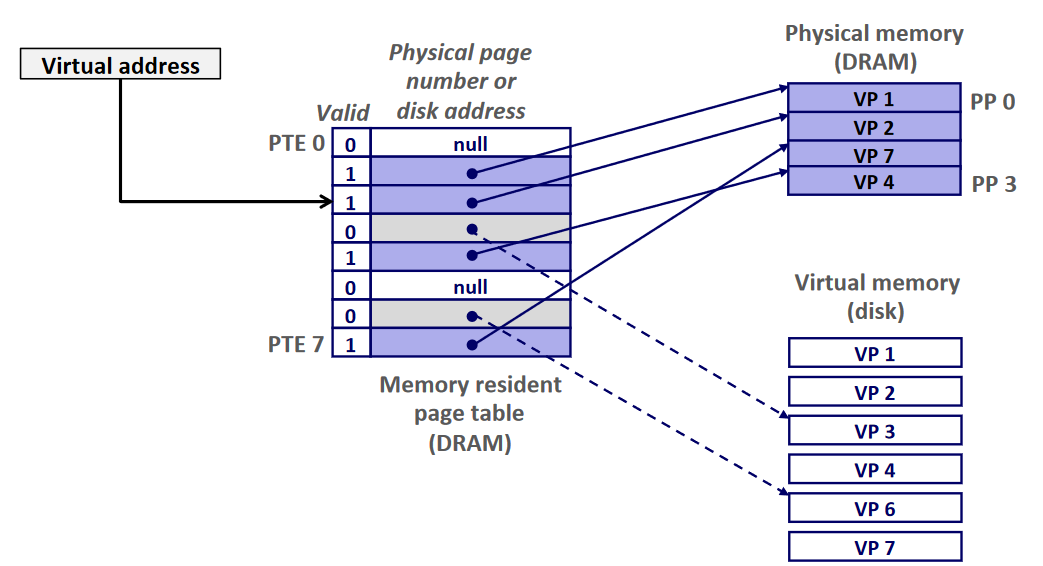 Virtual address
Physical page
number or
disk address
Valid
PTE 0
0 null
1
1
0
1
0 null
0
PTE 7 1
Memory resident
page table
(DRAM)
Physical memory
(DRAM)
VP 1 PP 0
VP 2
VP 7
VP 4 PP 3
Virtual memory
(disk)
VP 1
VP 2
VP 3
VP 4
VP 6
VP 7